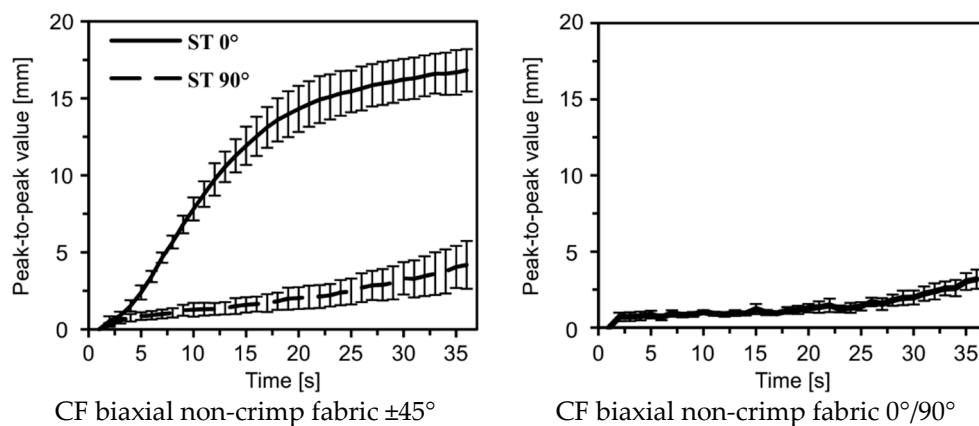 20
15
10
5
0
Peak-to-peak value [mm]
ST 0°
ST 90°
0 5 10 15 20 25 30 35
Time [s]
CF biaxial non-crimp fabric ±45°
20
15
10
5
0
Peak-to-peak value [mm]
0 5 10 15 20 25 30 35
Time [s]
CF biaxial non-crimp fabric 0°/90°